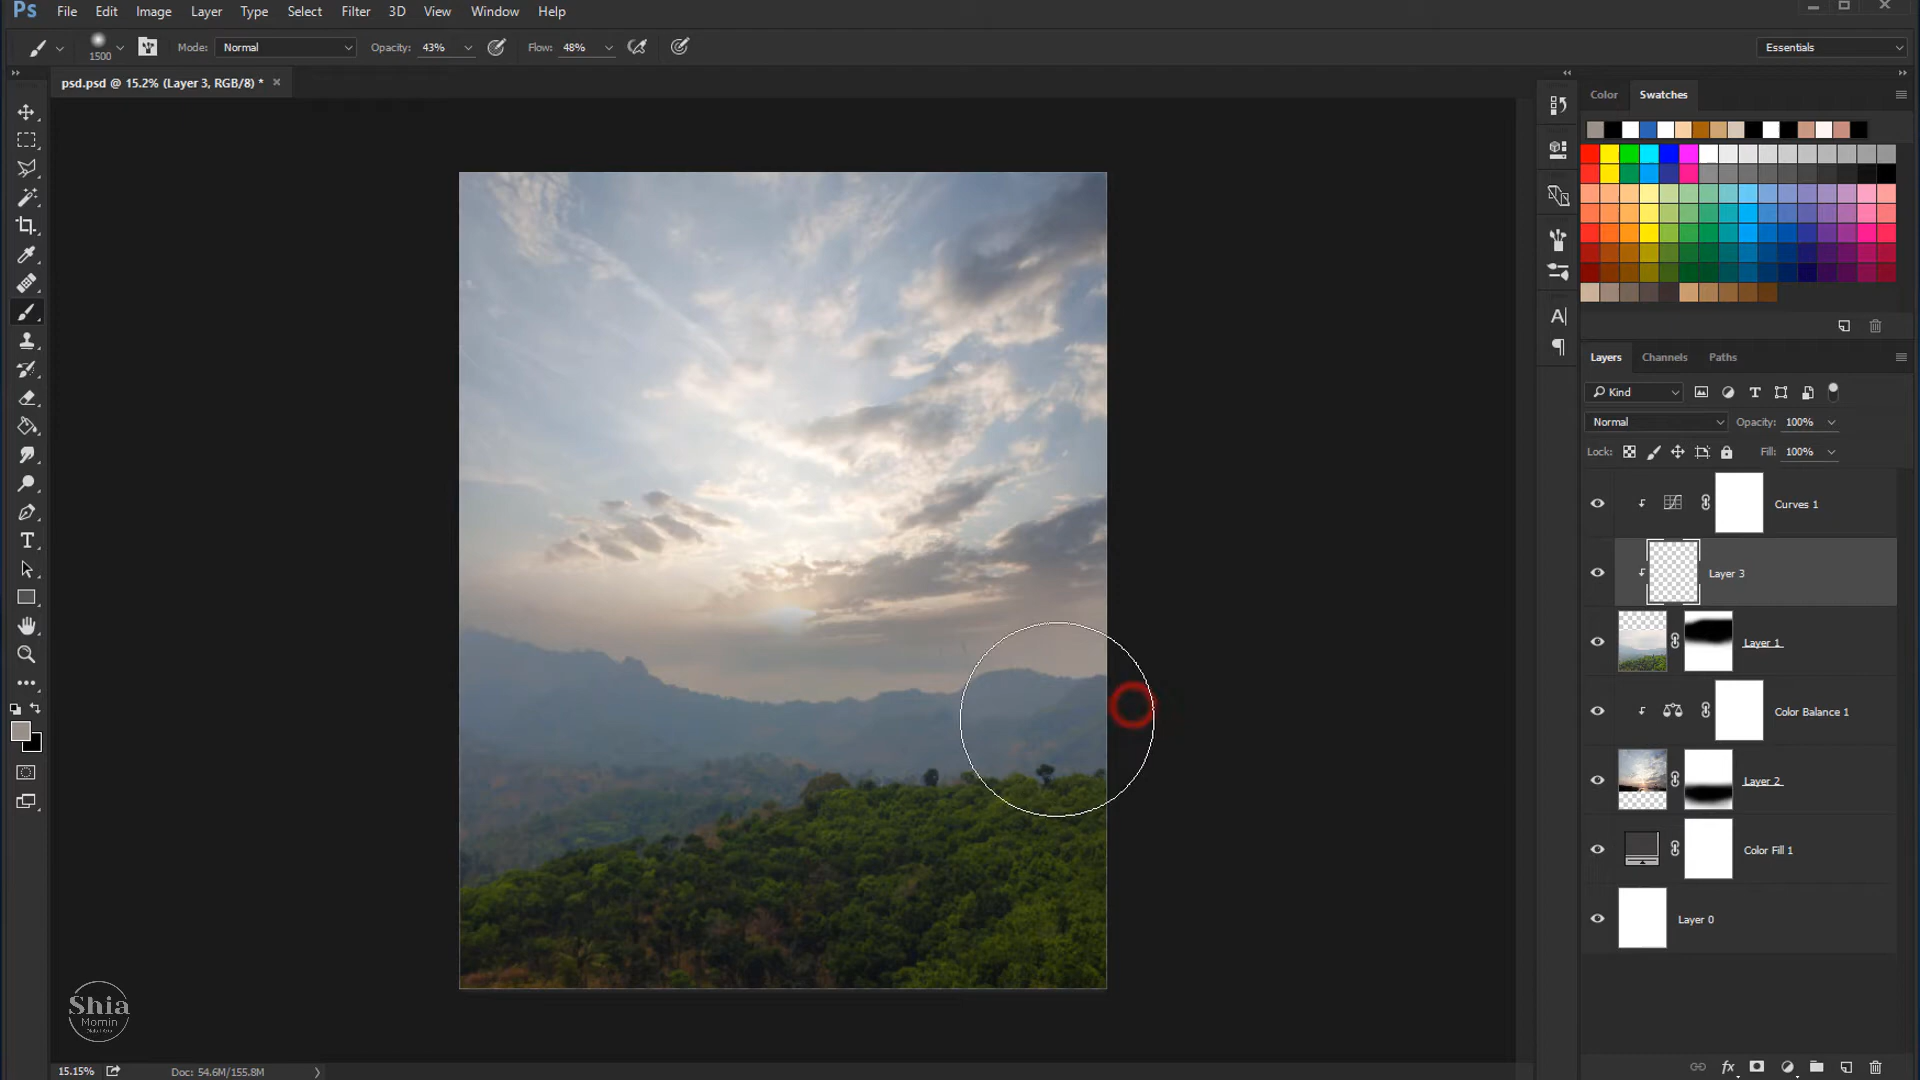 Ps File Edit Image Layer Type Select Filter 3D View Window Help
1500 Mode: Normal Opacity: 43% Flow: 48% Essentials
psd.psd @ 15.2% (Layer 3, RGB/8) *
Color Swatches
Layers Channels Paths
Kind
Normal Opacity: 100%
Lock: Fill: 100%
Curves 1
Layer 3
Layer 1
Color Balance 1
Layer 2
Color Fill 1
Layer 0
Shia
Momin
15.15% Doc: 54.6M/155.8M
fx